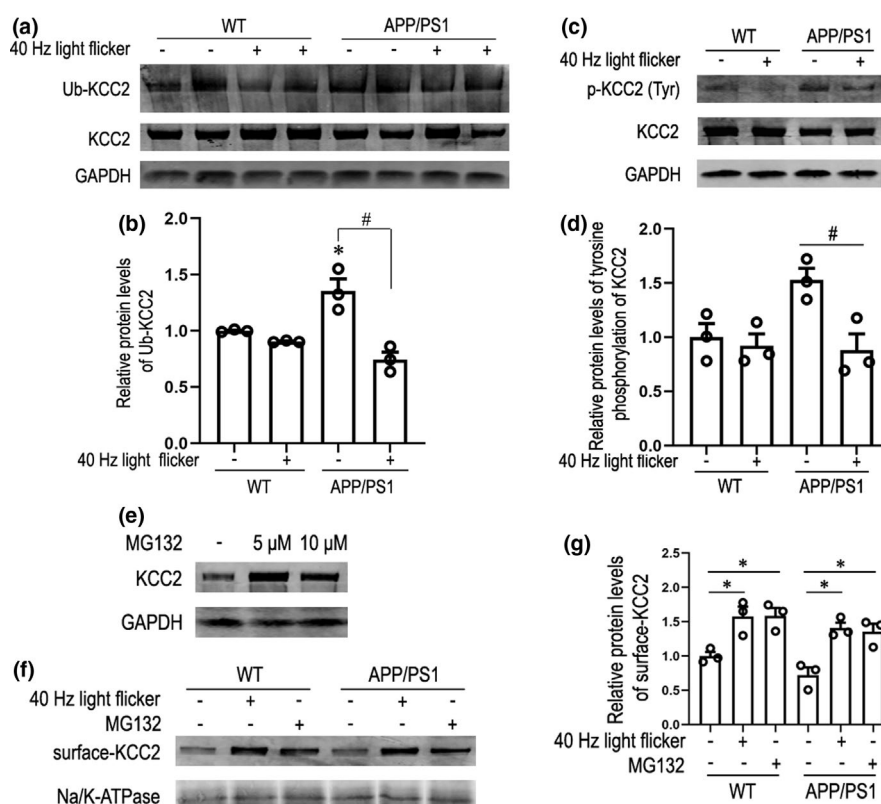 (a)
WT APP/PS1
40 Hz light flicker - - + + - - + +
Ub-KCC2
KCC2
GAPDH
(b)
Relative protein levels
of Ub-KCC2
2.0
1.5
1.0
0.5
0.0
* #
40 Hz light flicker - + - +
WT APP/PS1
(c)
WT APP/PS1
40 Hz light flicker - + - +
p-KCC2 (Tyr)
KCC2
GAPDH
(d)
Relative protein levels of tyrosine
phosphorylation of KCC2
2.0
1.5
1.0
0.5
0.0
#
40 Hz light flicker - + - +
WT APP/PS1
(e)
MG132 - 5 µM 10 µM
KCC2
GAPDH
(f)
WT APP/PS1
40 Hz light flicker - + - - + -
MG132 - - + - - +
surface-KCC2
Na/K-ATPase
(g)
Relative protein levels
of surface-KCC2
2.5
2.0
1.5
1.0
0.5
0.0
* *
* *
40 Hz light flicker - + - - + -
MG132 - - + - - +
WT APP/PS1